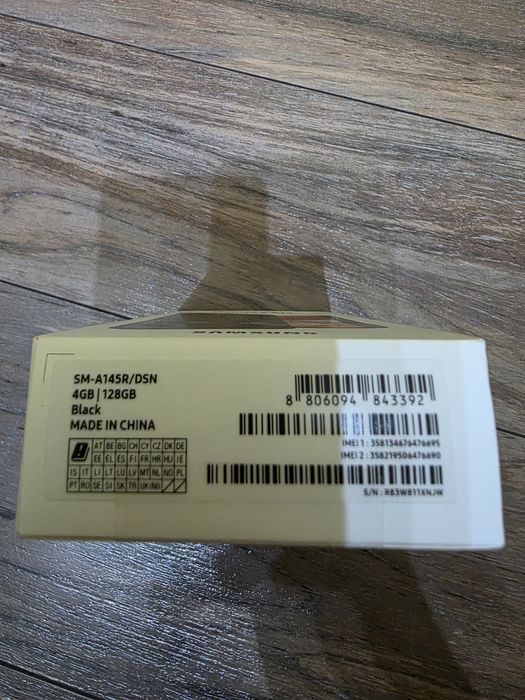 SAMSUNG
SM-A145R/DSN
4GB | 128GB
Black
MADE IN CHINA
AT BE BG CH CY CZ DK DE
EE EL ES FI FR HR HU IE
IS IT LI LT LU LV MT NL NO PL
PT RO SE SI SK TR UK(NI)
8 806094 843392
IMEI 1 : 358134676476695
IMEI 2 : 358219506476690
S/N : R83W811XNJW